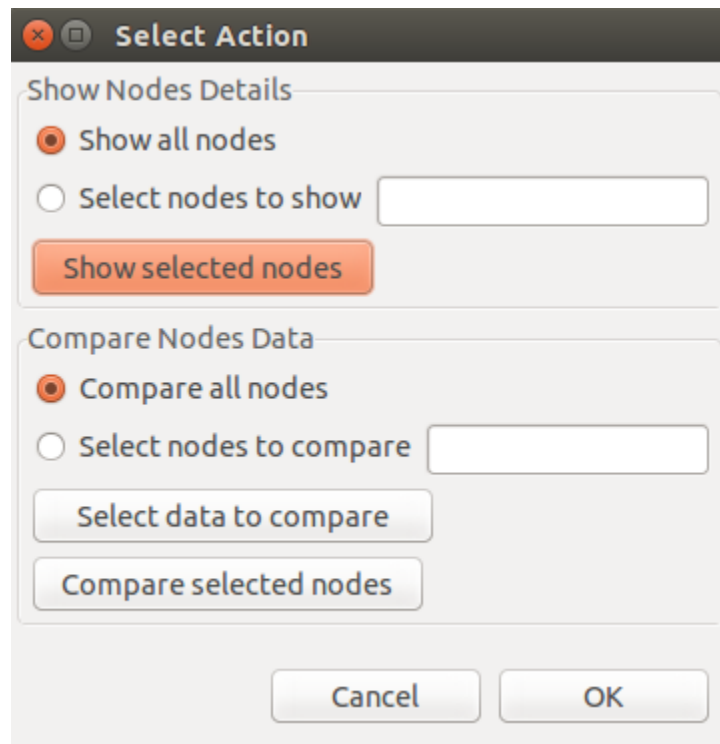 Select Action
Show Nodes Details
Show all nodes
Select nodes to show
Show selected nodes
Compare Nodes Data
Compare all nodes
Select nodes to compare
Select data to compare
Compare selected nodes
Cancel OK